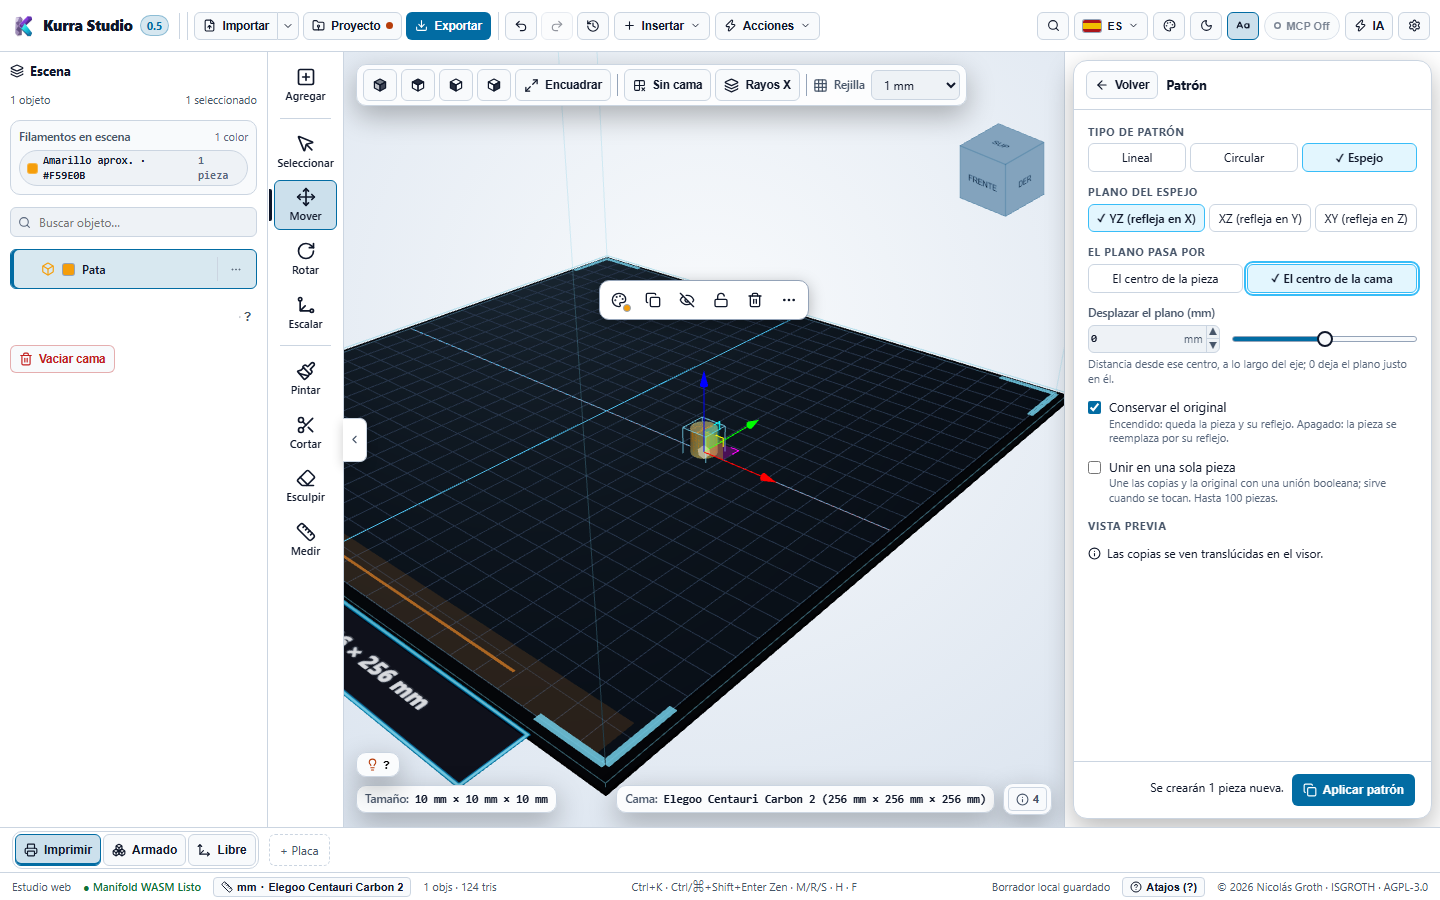 Kurra Studio 0.5
Importar
Proyecto
Exportar
Insertar
Acciones
ES
MCP Off
IA
Escena
1 objeto
1 seleccionado
Filamentos en escena
1 color
Amarillo aprox. · #F59E0B
1 pieza
Buscar objeto...
Pata
?
Vaciar cama
Agregar
Seleccionar
Mover
Rotar
Escalar
Pintar
Cortar
Esculpir
Medir
Encuadrar
Sin cama
Rayos X
Rejilla
1 mm
FRENTE
DER
× 256 mm
?
Tamaño: 10 mm × 10 mm × 10 mm
Cama: Elegoo Centauri Carbon 2 (256 mm × 256 mm × 256 mm)
4
Volver
Patrón
TIPO DE PATRÓN
Lineal
Circular
✓ Espejo
PLANO DEL ESPEJO
✓ YZ (refleja en X)
XZ (refleja en Y)
XY (refleja en Z)
EL PLANO PASA POR
El centro de la pieza
✓ El centro de la cama
Desplazar el plano (mm)
0 mm
Distancia desde ese centro, a lo largo del eje; 0 deja el plano justo
en él.
Conservar el original
Encendido: queda la pieza y su reflejo. Apagado: la pieza se
reemplaza por su reflejo.
Unir en una sola pieza
Une las copias y la original con una unión booleana; sirve
cuando se tocan. Hasta 100 piezas.
VISTA PREVIA
Las copias se ven translúcidas en el visor.
Se crearán 1 pieza nueva.
Aplicar patrón
Imprimir
Armado
Libre
+ Placa
Estudio web
Manifold WASM Listo
mm · Elegoo Centauri Carbon 2
1 objs · 124 tris
Ctrl+K · Ctrl/⌘+Shift+Enter Zen · M/R/S · H · F
Borrador local guardado
Atajos (?)
© 2026 Nicolás Groth · ISGROTH · AGPL-3.0